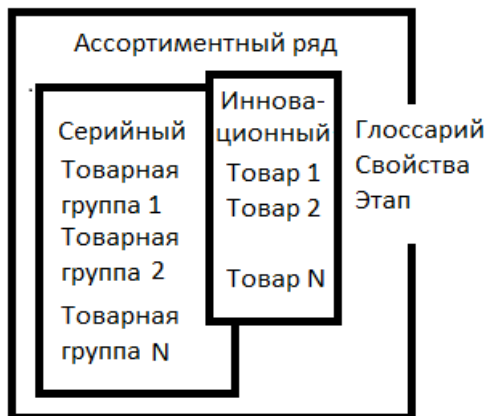 Ассортиментный ряд
Серийный
Товарная
группа 1
Товарная
группа 2
Товарная
группа N
Иннова-
ционный
Товар 1
Товар 2
Товар N
Глоссарий
Свойства
Этап